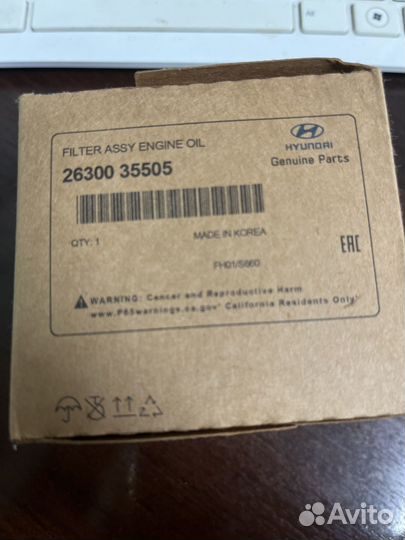 FILTER ASSY ENGINE OIL
26300 35505
HYUNDAI
Genuine Parts
QTY: 1
MADE IN KOREA
FH01/S660
EAC
WARNING: Cancer and Reproductive Harm
www.P65warnings.ca.gov' California Residents Only'
Avito